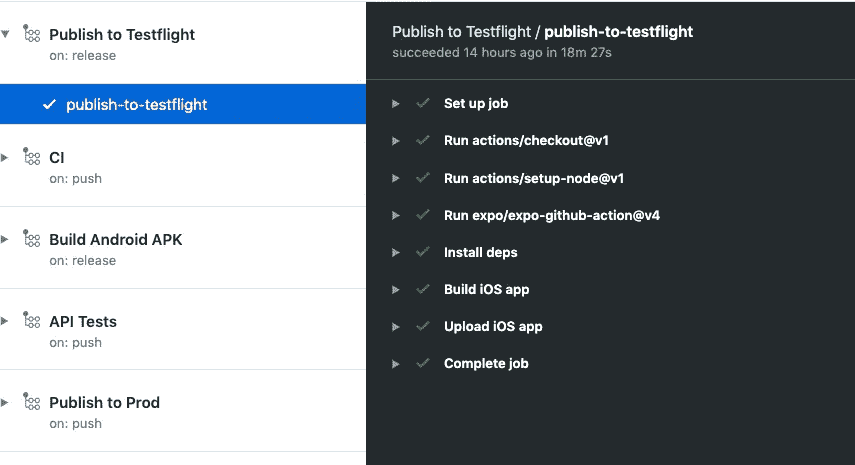 Publish to Testflight
on: release
publish-to-testflight
CI
on: push
Build Android APK
on: release
API Tests
on: push
Publish to Prod
on: push
Publish to Testflight / publish-to-testflight
succeeded 14 hours ago in 18m 27s
Set up job
Run actions/checkout@v1
Run actions/setup-node@v1
Run expo/expo-github-action@v4
Install deps
Build iOS app
Upload iOS app
Complete job